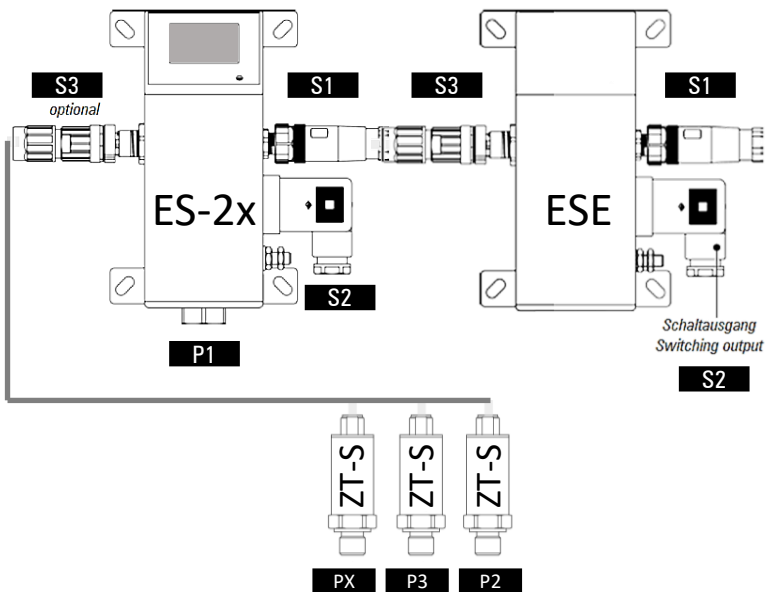 S3
optional
S1
S3
S1
ES-2x
ESE
S2
P1
Schaltausgang
Switching output
S2
ZT-S
ZT-S
ZT-S
PX
P3
P2